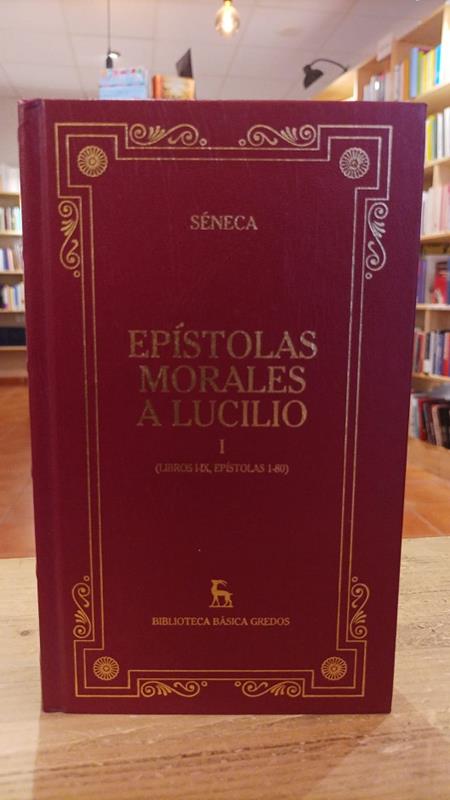 SÉNECA
EPÍSTOLAS
MORALES
A LUCILIO
I
(LIBROS I-IX, EPÍSTOLAS 1-80)
BIBLIOTECA BÁSICA GREDOS